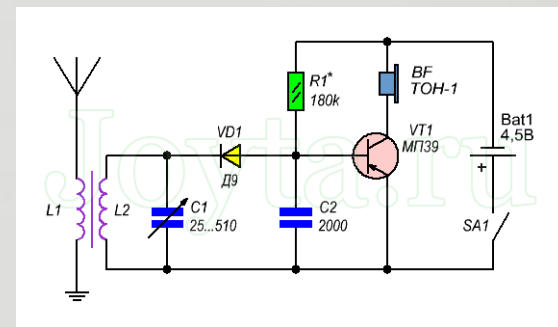 R1*
180k
BF
ТОН-1
Bat1
4,5В
VD1
Д9
VT1
МП39
+
L1
L2
C1
25...510
C2
2000
SA1
Joyta.ru